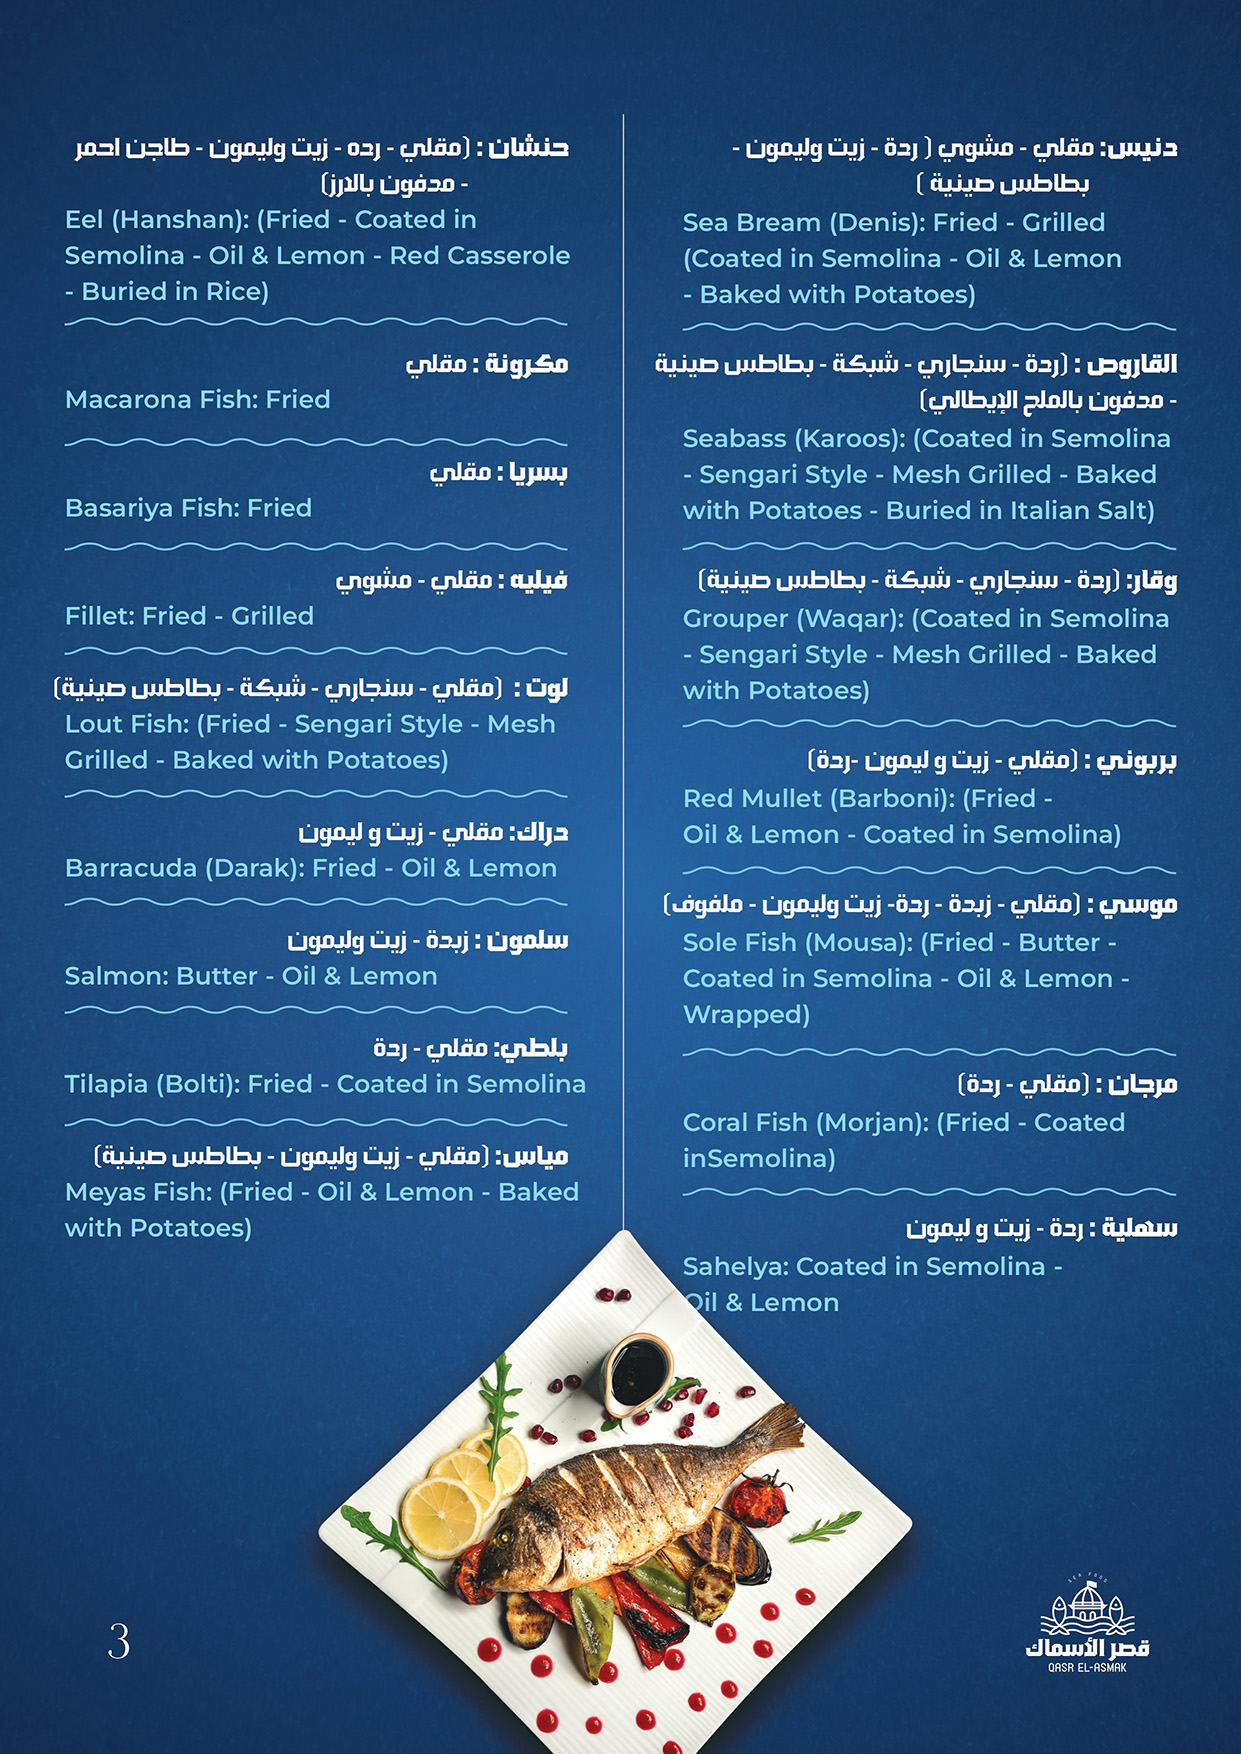 دنيس: مقلي - مشوي ( ردة - زيت وليمون -
بطاطس صينية )
Sea Bream (Denis): Fried - Grilled
(Coated in Semolina - Oil & Lemon
- Baked with Potatoes)
القاروص : (ردة - سنجاري - شبكة - بطاطس صينية
- مدفون بالملح الإيطالي)
Seabass (Karoos): (Coated in Semolina
- Sengari Style - Mesh Grilled - Baked
with Potatoes - Buried in Italian Salt)
وقار: (ردة - سنجاري - شبكة - بطاطس صينية)
Grouper (Waqar): (Coated in Semolina
- Sengari Style - Mesh Grilled - Baked
with Potatoes)
بربوني : (مقلي - زيت و ليمون -ردة)
Red Mullet (Barboni): (Fried -
Oil & Lemon - Coated in Semolina)
موسي : (مقلي - زبدة - ردة- زيت وليمون - ملفوف)
Sole Fish (Mousa): (Fried - Butter -
Coated in Semolina - Oil & Lemon -
Wrapped)
مرجان : (مقلي - ردة)
Coral Fish (Morjan): (Fried - Coated
inSemolina)
سهلية : ردة - زيت و ليمون
Sahelya: Coated in Semolina -
Oil & Lemon
حنشان : (مقلي - رده - زيت وليمون - طاجن احمر
- مدفون بالارز)
Eel (Hanshan): (Fried - Coated in
Semolina - Oil & Lemon - Red Casserole
- Buried in Rice)
مكرونة : مقلي
Macarona Fish: Fried
بسريا : مقلي
Basariya Fish: Fried
فيليه : مقلي - مشوي
Fillet: Fried - Grilled
لوت : (مقلي - سنجاري - شبكة - بطاطس صينية)
Lout Fish: (Fried - Sengari Style - Mesh
Grilled - Baked with Potatoes)
دراك: مقلي - زيت و ليمون
Barracuda (Darak): Fried - Oil & Lemon
سلمون : زبدة - زيت وليمون
Salmon: Butter - Oil & Lemon
بلطي: مقلي - ردة
Tilapia (Bolti): Fried - Coated in Semolina
مياس: (مقلي - زيت وليمون - بطاطس صينية)
Meyas Fish: (Fried - Oil & Lemon - Baked
with Potatoes)
3
SEA FOOD
قصر الأسماك
QASR EL-ASMAK